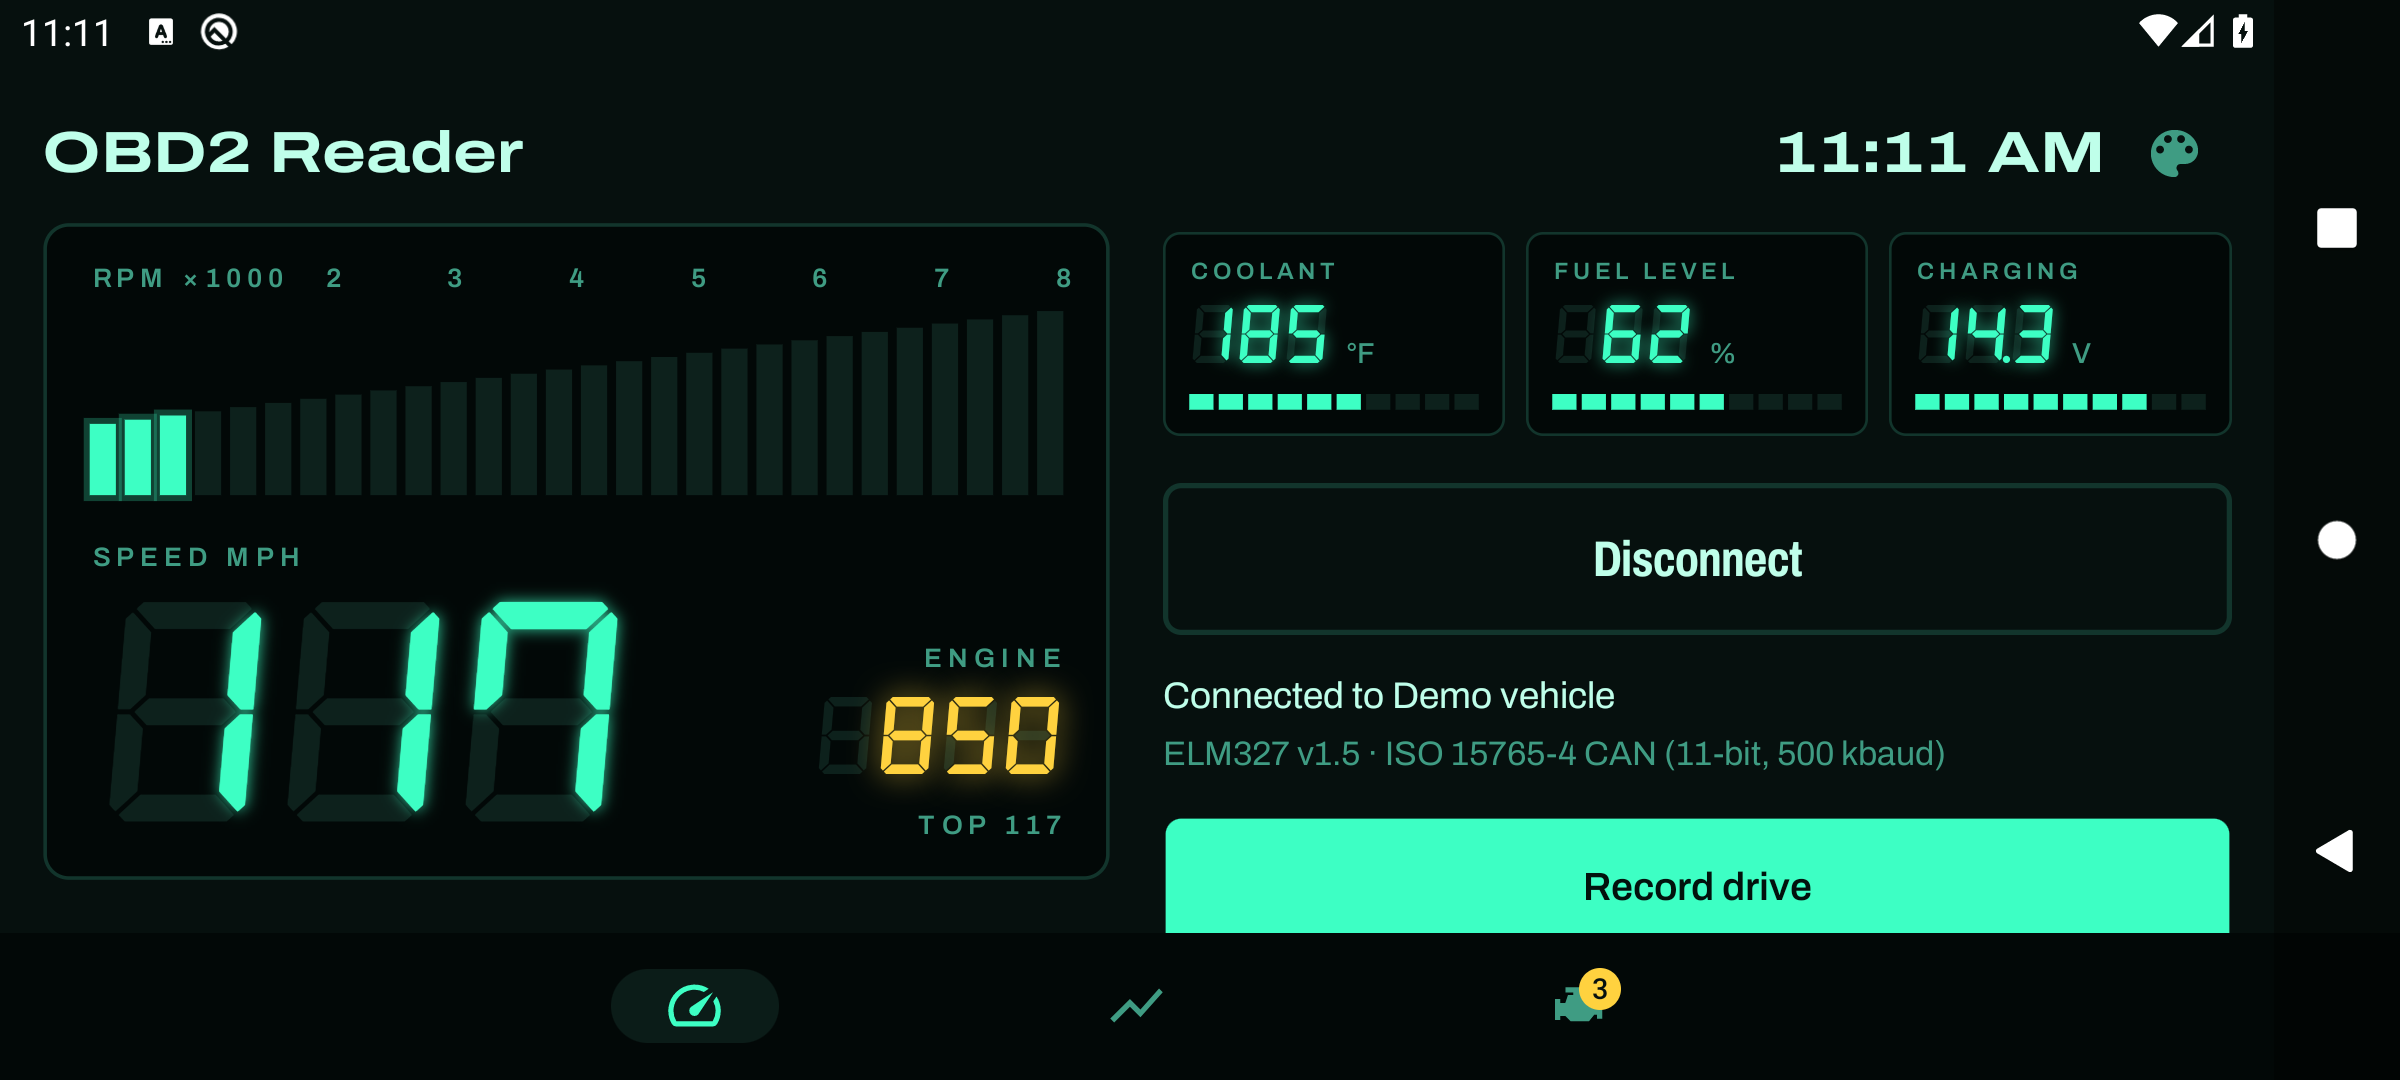 11:11
OBD2 Reader
11:11 AM
RPM ×1000 2 3 4 5 6 7 8
SPEED MPH
117
ENGINE
850
TOP 117
COOLANT
185 °F
FUEL LEVEL
62 %
CHARGING
14.3 V
Disconnect
Connected to Demo vehicle
ELM327 v1.5 · ISO 15765-4 CAN (11-bit, 500 kbaud)
Record drive
3